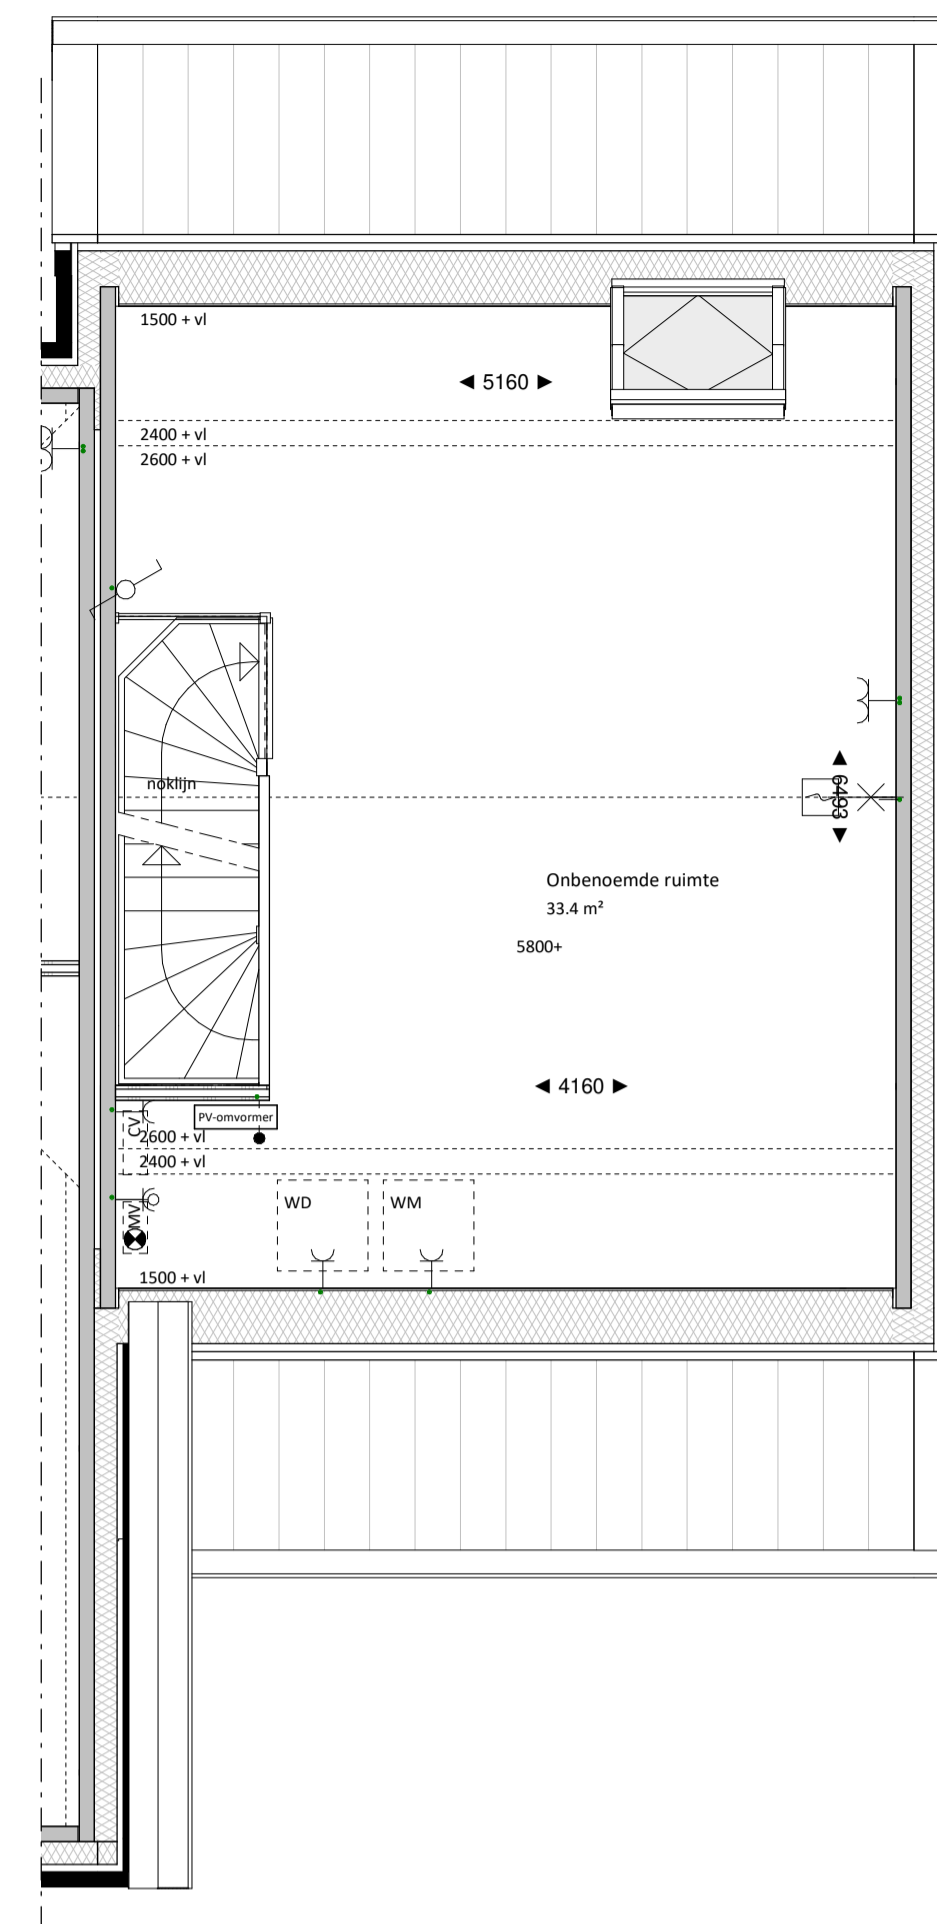 1500 + vl
5160
2400 + vl
2600 + vl
noklijn
6493
Onbenoemde ruimte
33.4 m²
5800+
4160
PV-omvormer
CV
2600 + vl
2400 + vl
WD
WM
MV
1500 + vl